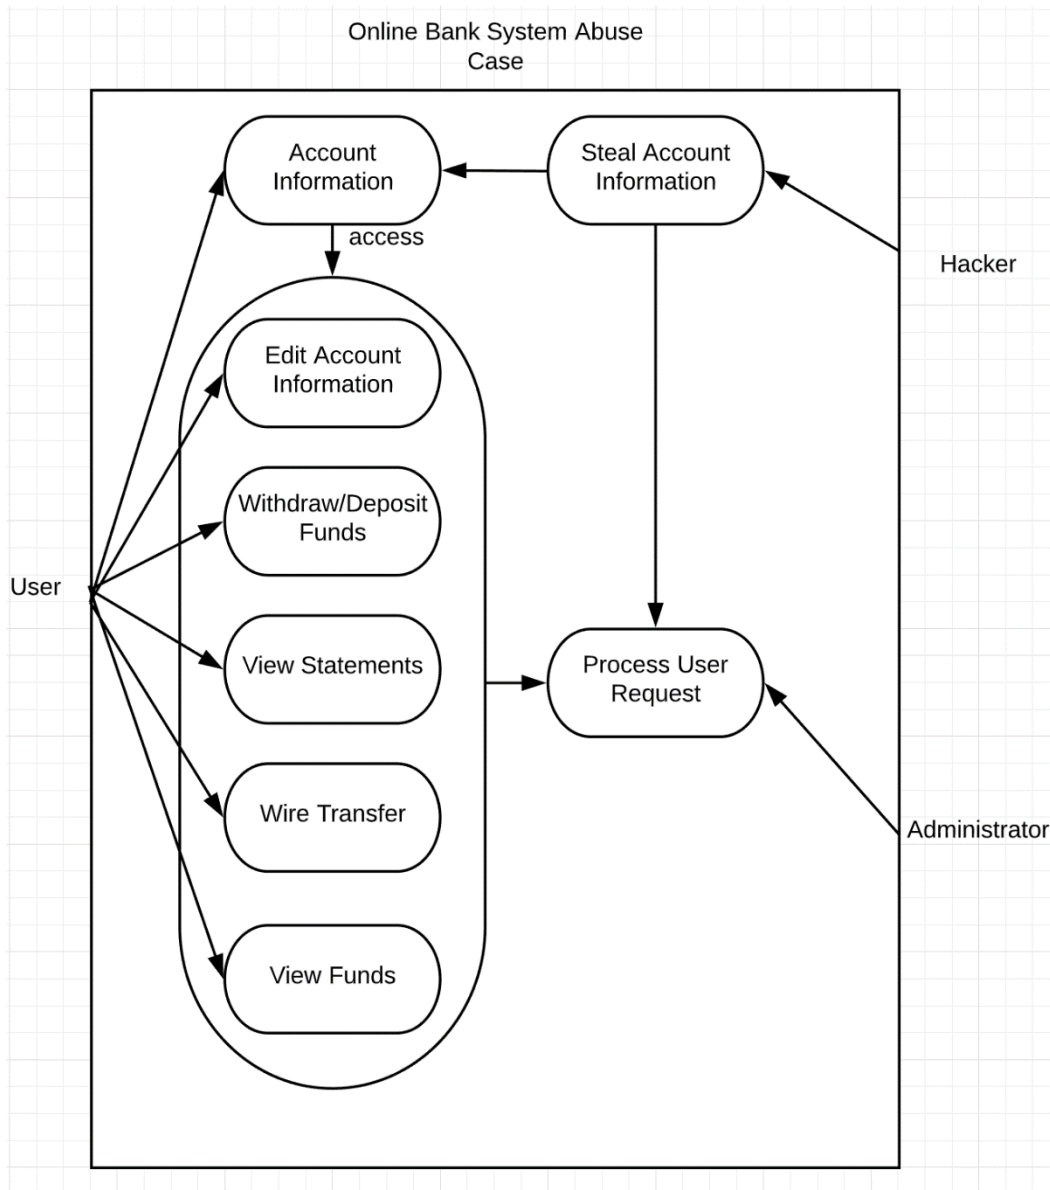 Online Bank System Abuse
Case
Account
Information
Steal Account
Information
access
Hacker
Edit Account
Information
Withdraw/Deposit
Funds
User
View Statements
Process User
Request
Wire Transfer
Administrator
View Funds